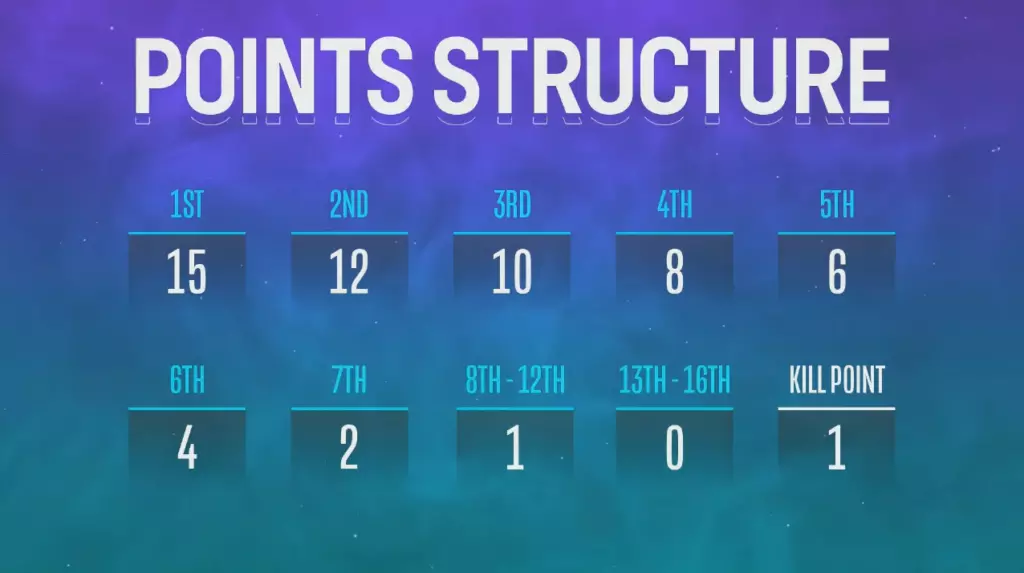 POINTS STRUCTURE
1ST 2ND 3RD 4TH 5TH
15 12 10 8 6
6TH 7TH 8TH - 12TH 13TH - 16TH KILL POINT
4 2 1 0 1